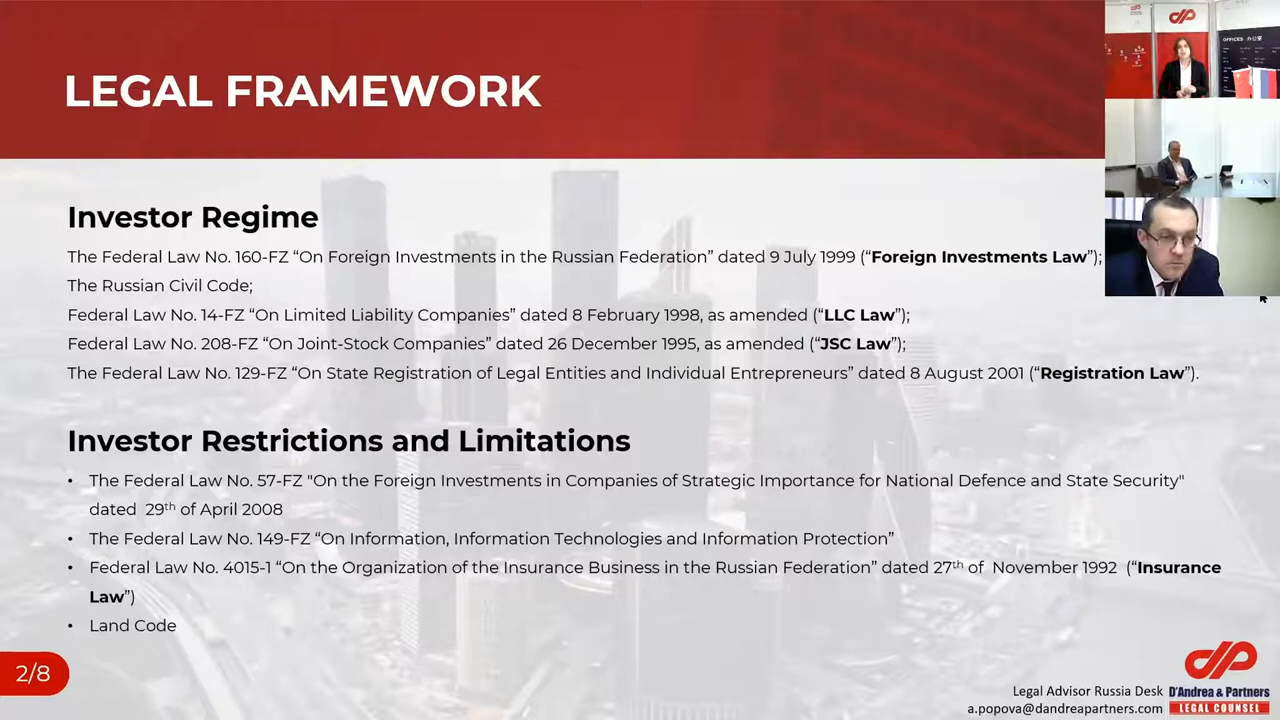 LEGAL FRAMEWORK
OFFICES 办公室
Investor Regime
The Federal Law No. 160-FZ “On Foreign Investments in the Russian Federation” dated 9 July 1999 (“Foreign Investments Law”);
The Russian Civil Code;
Federal Law No. 14-FZ “On Limited Liability Companies” dated 8 February 1998, as amended (“LLC Law”);
Federal Law No. 208-FZ “On Joint-Stock Companies” dated 26 December 1995, as amended (“JSC Law”);
The Federal Law No. 129-FZ “On State Registration of Legal Entities and Individual Entrepreneurs” dated 8 August 2001 (“Registration Law”).
Investor Restrictions and Limitations
• The Federal Law No. 57-FZ "On the Foreign Investments in Companies of Strategic Importance for National Defence and State Security"
dated 29th of April 2008
• The Federal Law No. 149-FZ “On Information, Information Technologies and Information Protection”
• Federal Law No. 4015-1 “On the Organization of the Insurance Business in the Russian Federation” dated 27th of November 1992 (“Insurance
Law”)
• Land Code
2/8
Legal Advisor Russia Desk
a.popova@dandreapartners.com
D'Andrea & Partners
LEGAL COUNSEL